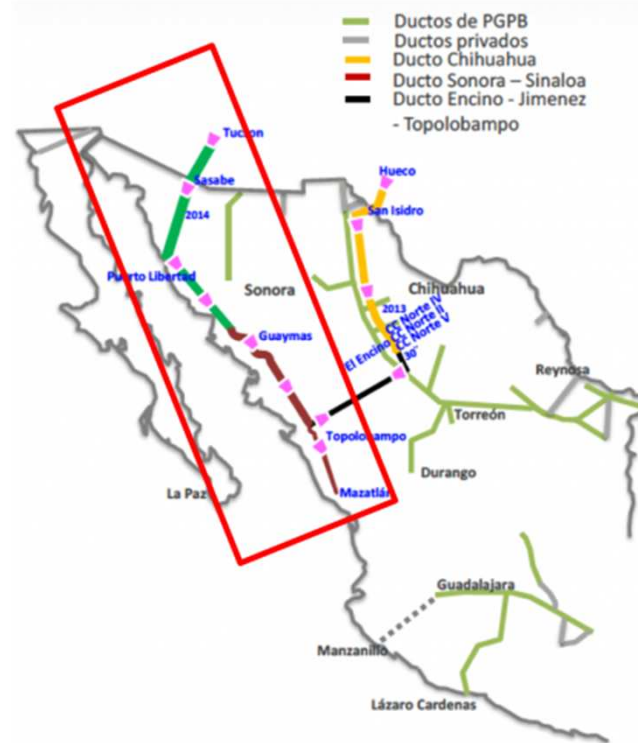 Ductos de PGPB
Ductos privados
Ducto Chihuahua
Ducto Sonora – Sinaloa
Ducto Encino - Jimenez
- Topolobampo
Tucson
Hueco
Sasabe
San Isidro
2014
Puerto Libertad
Sonora
Chihuahua
2013
CC Norte IV
CC Norte II
CC Norte V
El Encino
30"
Guaymas
Reynosa
Torreón
Topolobampo
Durango
La Paz
Mazatlán
Guadalajara
Manzanillo
Lázaro Cardenas